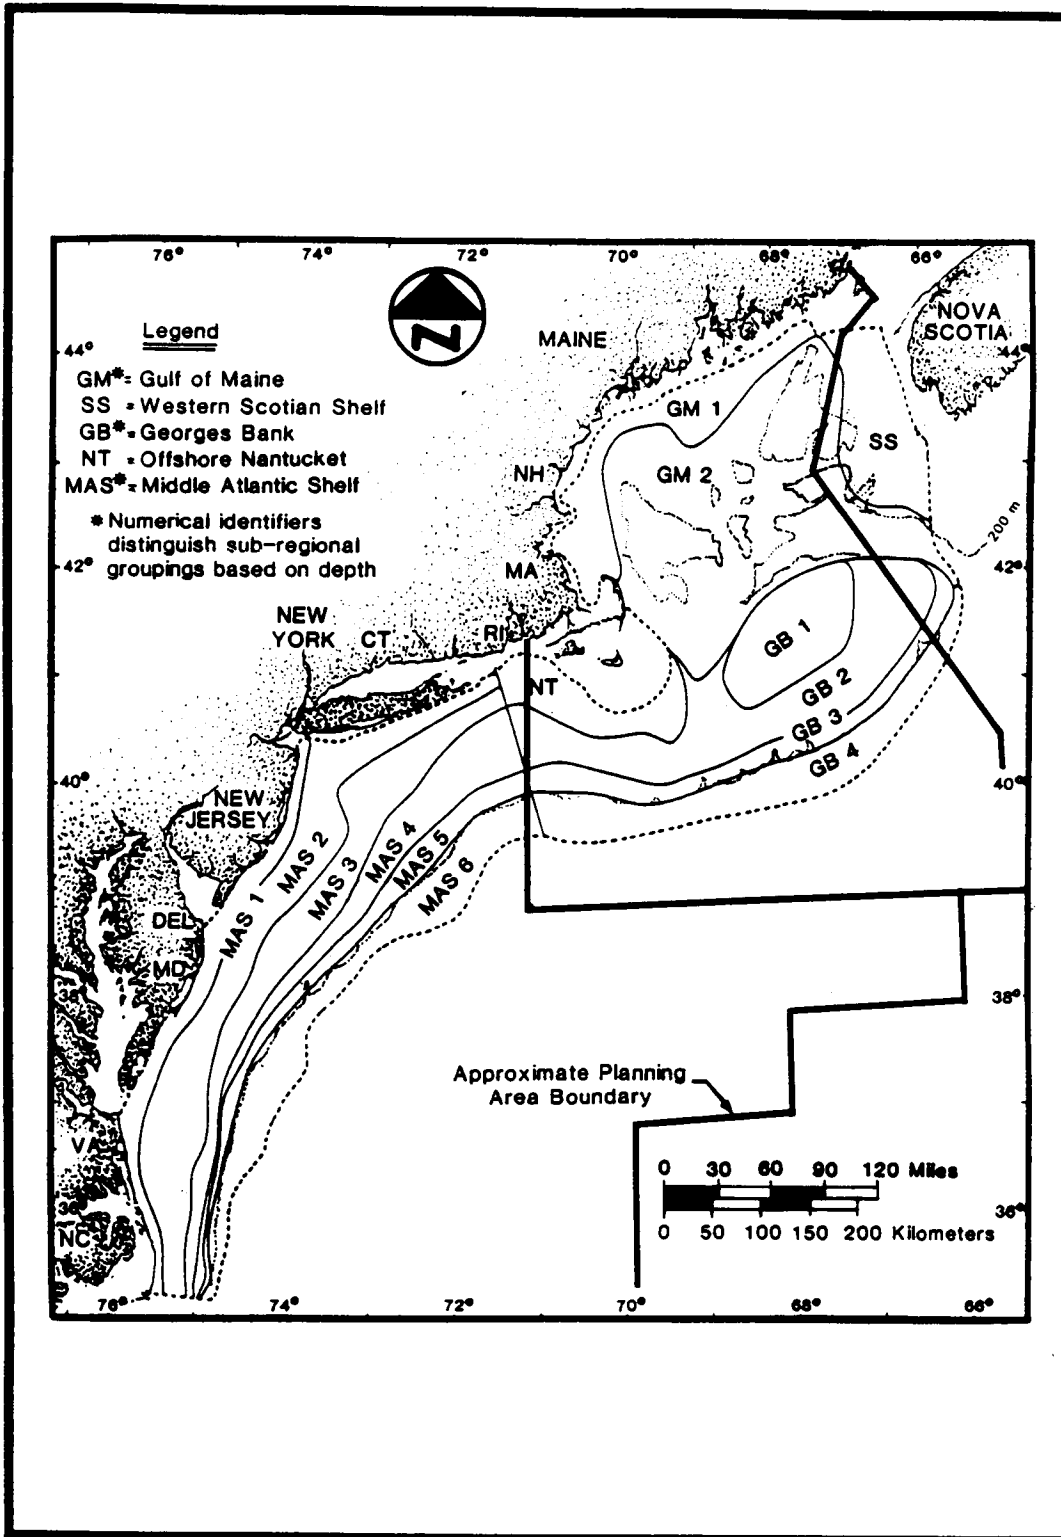 76° 74° 72° 70° 68° 66°
N
Legend
GM*= Gulf of Maine
SS = Western Scotian Shelf
GB*= Georges Bank
NT = Offshore Nantucket
MAS*= Middle Atlantic Shelf
* Numerical identifiers
distinguish sub-regional
groupings based on depth
NOVA
SCOTIA
MAINE
44°
44°
GM 1
SS
NH
GM 2
200 m
42°
42°
MA
NEW
YORK
CT
RI
GB 1
NT
GB 2
GB 3
GB 4
40°
40°
NEW
JERSEY
MAS 1
MAS 2
MAS 3
MAS 4
MAS 5
MAS 6
DEL
MD
38°
38°
Approximate Planning
Area Boundary
VA
0 30 60 90 120 Miles
36°
36°
NC
0 50 100 150 200 Kilometers
76° 74° 72° 70° 68° 66°